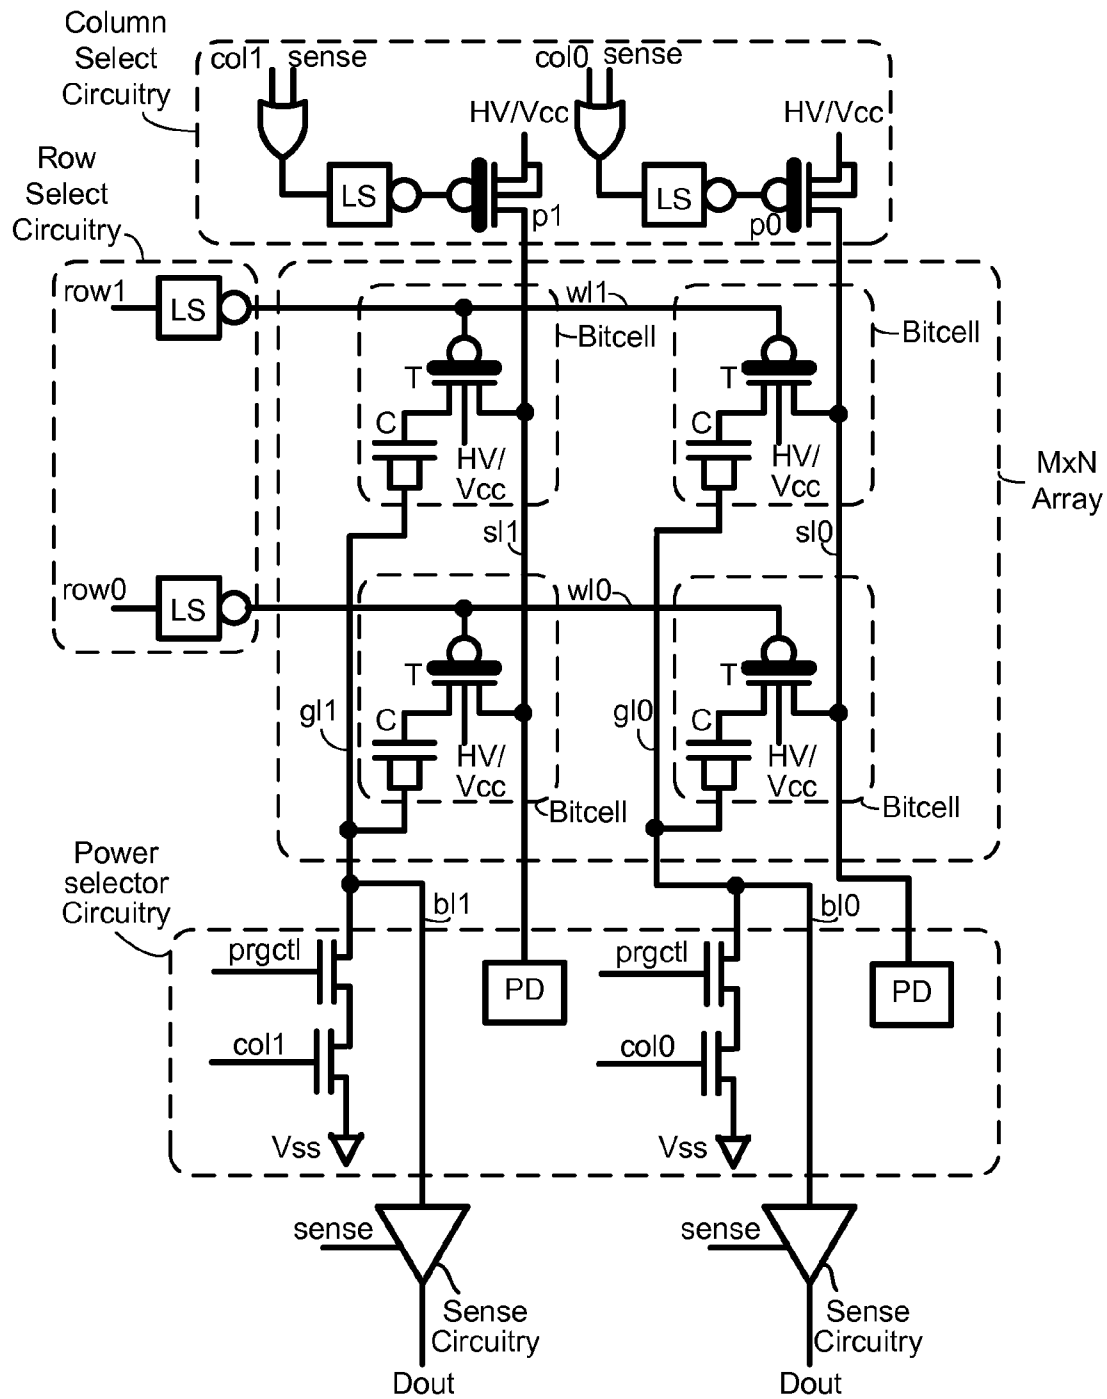 Column
Select
Circuitry
col1 sense
col0 sense
HV/Vcc
HV/Vcc
LS
LS
p1
p0
Row
Select
Circuitry
row1
LS
wl1
Bitcell
Bitcell
T
T
C
C
HV/
Vcc
HV/
Vcc
MxN
Array
sl1
sl0
row0
LS
wl0
T
T
gl1
C
gl0
C
HV/
Vcc
HV/
Vcc
Bitcell
Bitcell
Power
selector
Circuitry
bl1
bl0
prgctl
prgctl
PD
PD
col1
col0
Vss
Vss
sense
sense
Sense
Circuitry
Sense
Circuitry
Dout
Dout